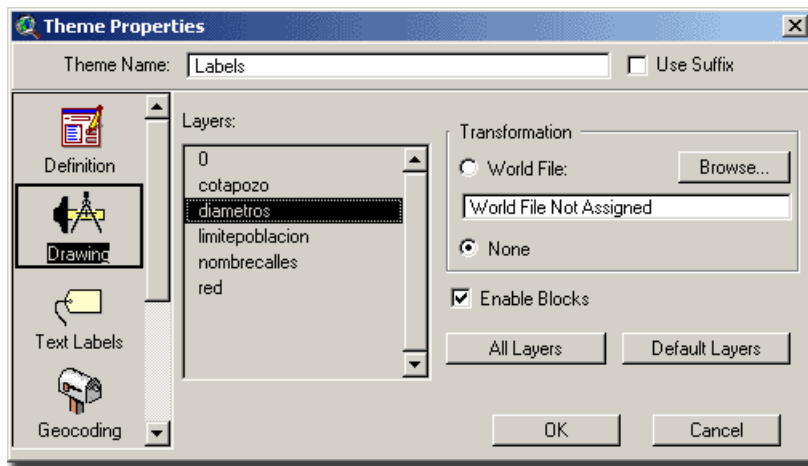 Theme Properties
Theme Name: Labels
Use Suffix
Definition
Drawing
Text Labels
Geocoding
Layers:
0
cotapozo
diametros
limitepoblacion
nombrecalles
red
Transformation
World File:
Browse...
World File Not Assigned
None
Enable Blocks
All Layers
Default Layers
OK
Cancel